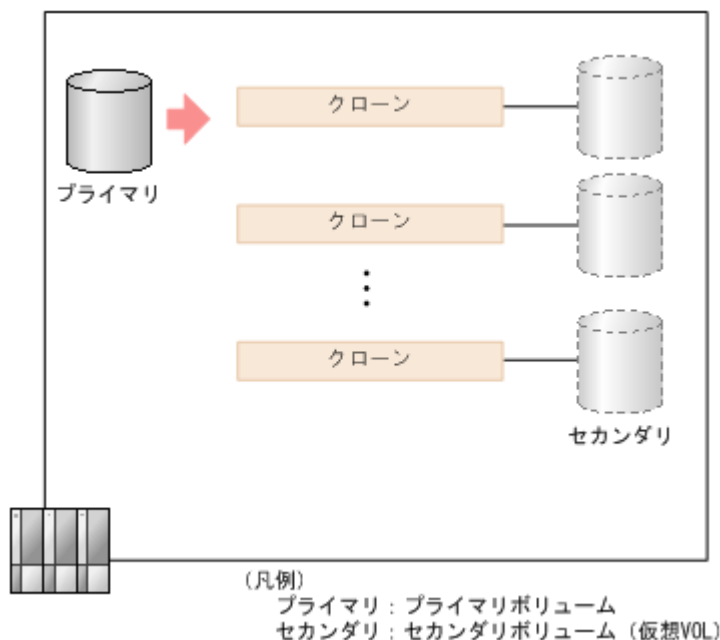 クローン
プライマリ
クローン
クローン
セカンダリ
(凡例)
プライマリ：プライマリボリューム
セカンダリ：セカンダリボリューム（仮想VOL）